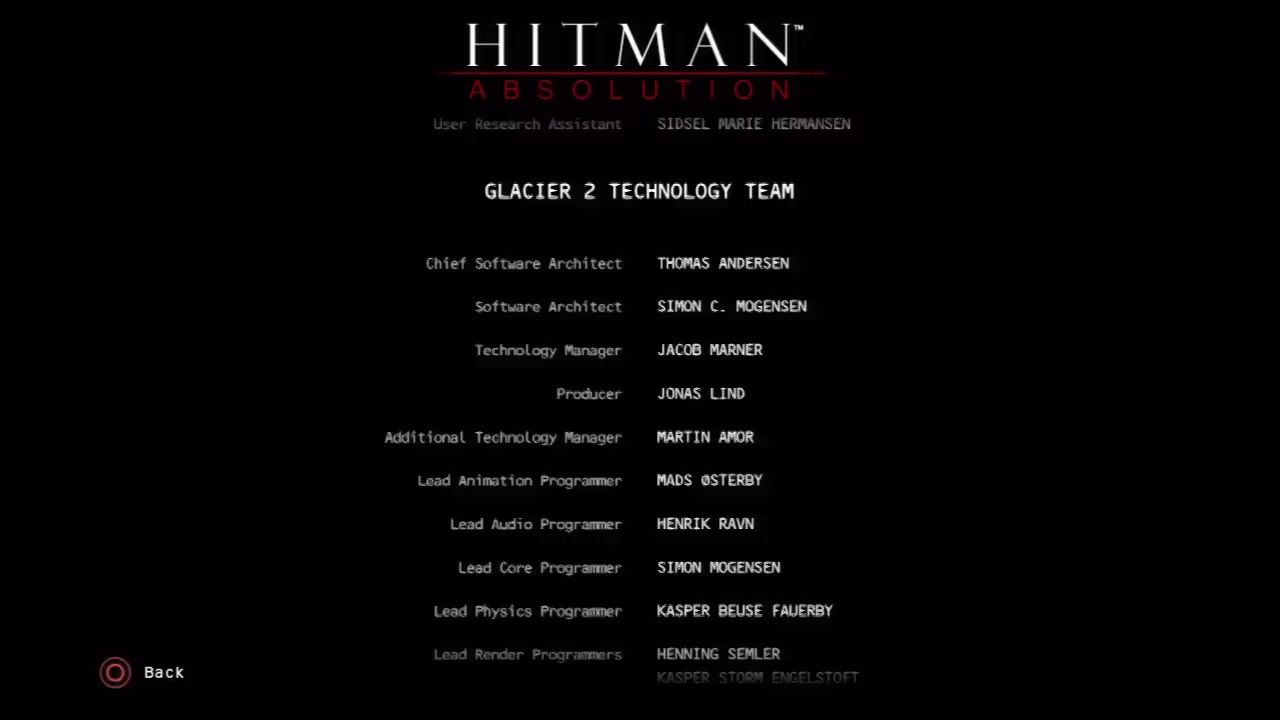 HITMAN™
ABSOLUTION
User Research Assistant SIDSEL MARIE HERMANSEN
GLACIER 2 TECHNOLOGY TEAM
Chief Software Architect THOMAS ANDERSEN
Software Architect SIMON C. MOGENSEN
Technology Manager JACOB MARNER
Producer JONAS LIND
Additional Technology Manager MARTIN AMOR
Lead Animation Programmer MADS ØSTERBY
Lead Audio Programmer HENRIK RAVN
Lead Core Programmer SIMON MOGENSEN
Lead Physics Programmer KASPER BEUSE FAUERBY
Lead Render Programmers HENNING SEMLER
KASPER STORM ENGELSTOFT
Back